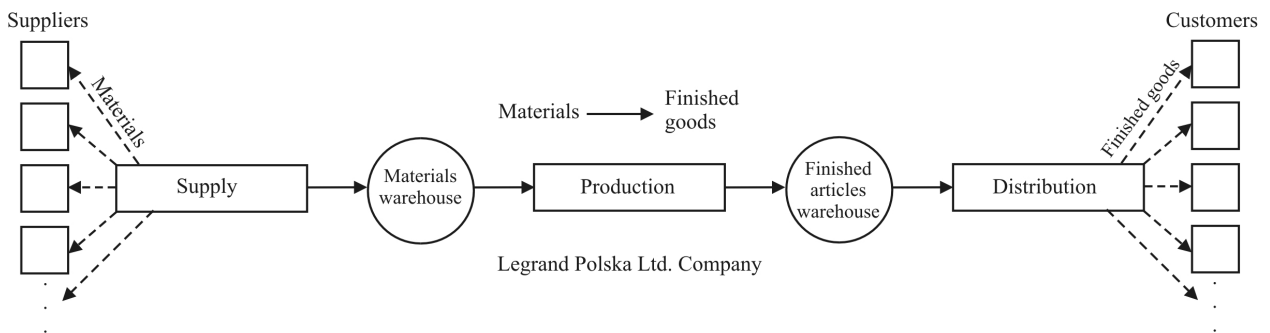 Suppliers
Customers
Materials
Finished goods
Materials
Finished
goods
Supply
Materials
warehouse
Production
Finished
articles
warehouse
Distribution
Legrand Polska Ltd. Company